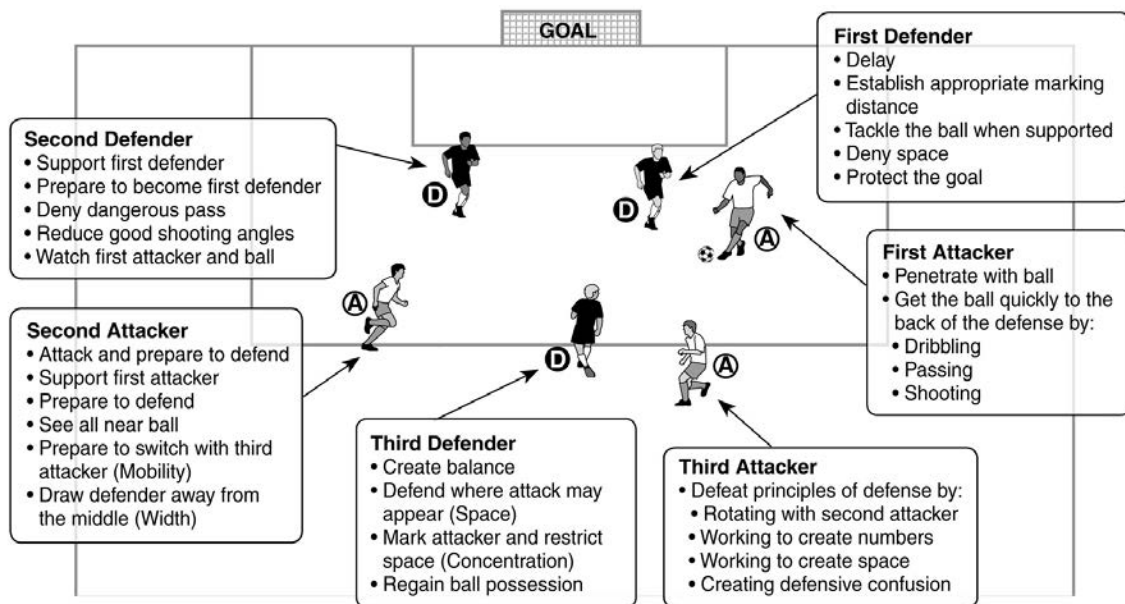 GOAL
First Defender
• Delay
• Establish appropriate marking
distance
• Tackle the ball when supported
• Deny space
• Protect the goal
Second Defender
• Support first defender
• Prepare to become first defender
• Deny dangerous pass
• Reduce good shooting angles
• Watch first attacker and ball
D
D
A
First Attacker
• Penetrate with ball
• Get the ball quickly to the
back of the defense by:
• Dribbling
• Passing
• Shooting
A
Second Attacker
• Attack and prepare to defend
• Support first attacker
• Prepare to defend
• See all near ball
• Prepare to switch with third
attacker (Mobility)
• Draw defender away from
the middle (Width)
D
A
Third Defender
• Create balance
• Defend where attack may
appear (Space)
• Mark attacker and restrict
space (Concentration)
• Regain ball possession
Third Attacker
• Defeat principles of defense by:
• Rotating with second attacker
• Working to create numbers
• Working to create space
• Creating defensive confusion